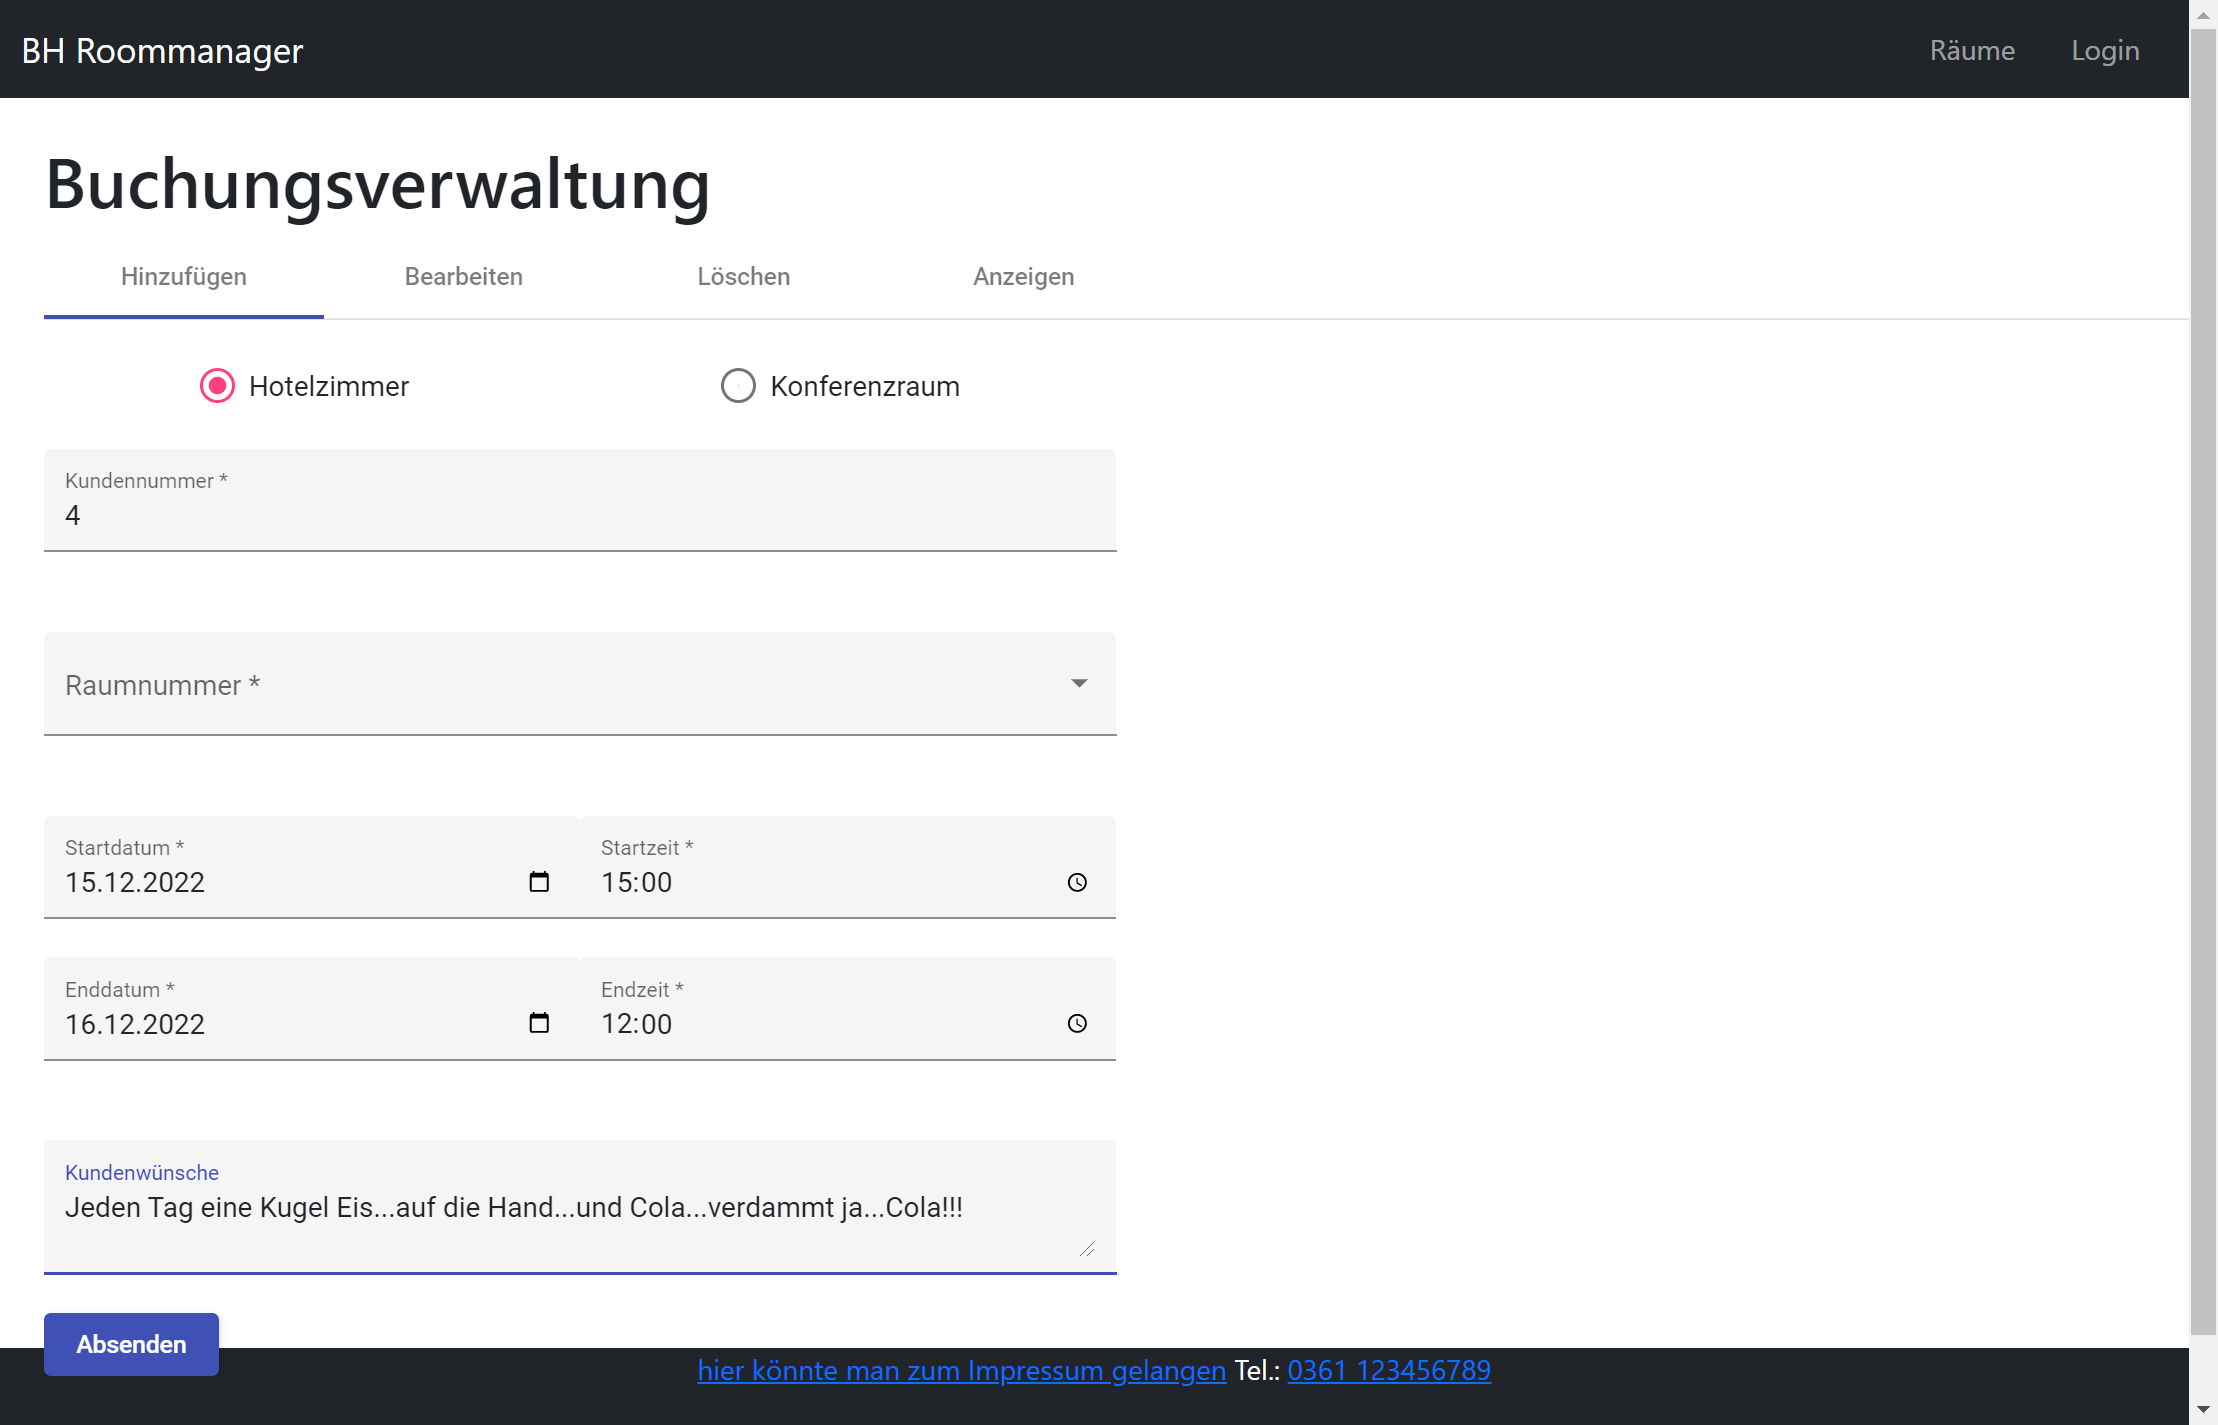 BH Roommanager Räume Login
Buchungsverwaltung
Hinzufügen Bearbeiten Löschen Anzeigen
Hotelzimmer Konferenzraum
Kundennummer *
4
Raumnummer *
Startdatum * Startzeit *
15.12.2022 15:00
Enddatum * Endzeit *
16.12.2022 12:00
Kundenwünsche
Jeden Tag eine Kugel Eis...auf die Hand...und Cola...verdammt ja...Cola!!!
Absenden
hier könnte man zum Impressum gelangen Tel.: 0361 123456789